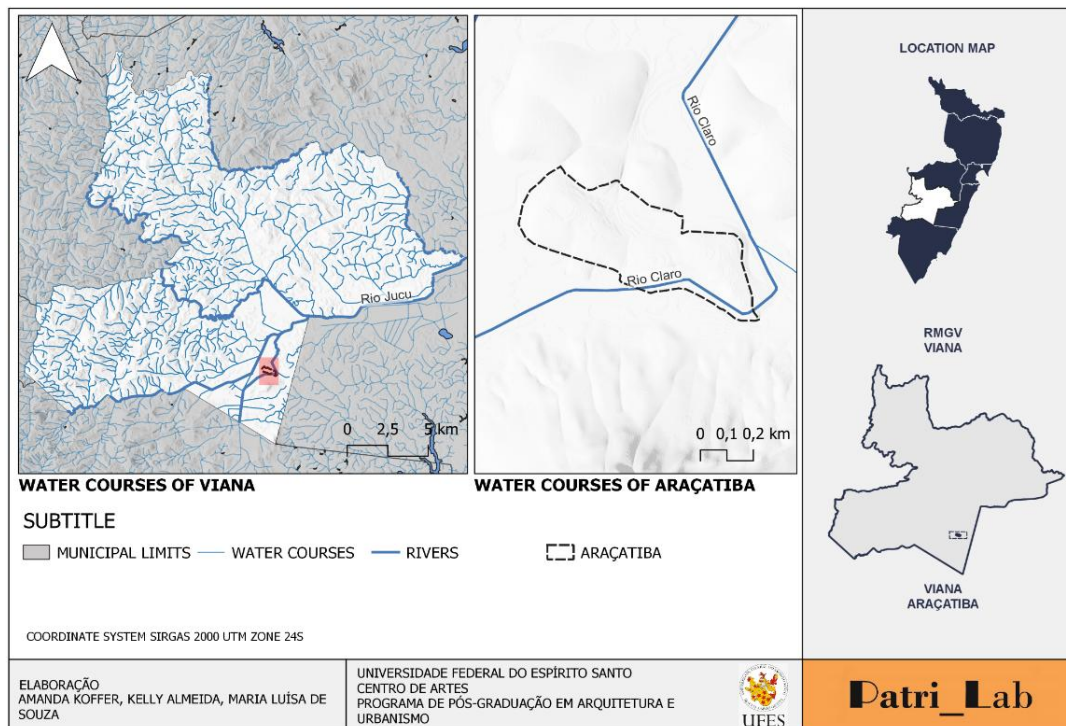 Rio Jucu
0 2,5 5 km
WATER COURSES OF VIANA
Rio Claro
Rio Claro
0 0,1 0,2 km
WATER COURSES OF ARAÇATIBA
SUBTITLE
MUNICIPAL LIMITS
WATER COURSES
RIVERS
ARAÇATIBA
COORDINATE SYSTEM SIRGAS 2000 UTM ZONE 24S
LOCATION MAP
RMGV
VIANA
VIANA
ARAÇATIBA
ELABORAÇÃO
AMANDA KOFFER, KELLY ALMEIDA, MARIA LUÍSA DE
SOUZA
UNIVERSIDADE FEDERAL DO ESPÍRITO SANTO
CENTRO DE ARTES
PROGRAMA DE PÓS-GRADUAÇÃO EM ARQUITETURA E
URBANISMO
UFES
Patri_Lab